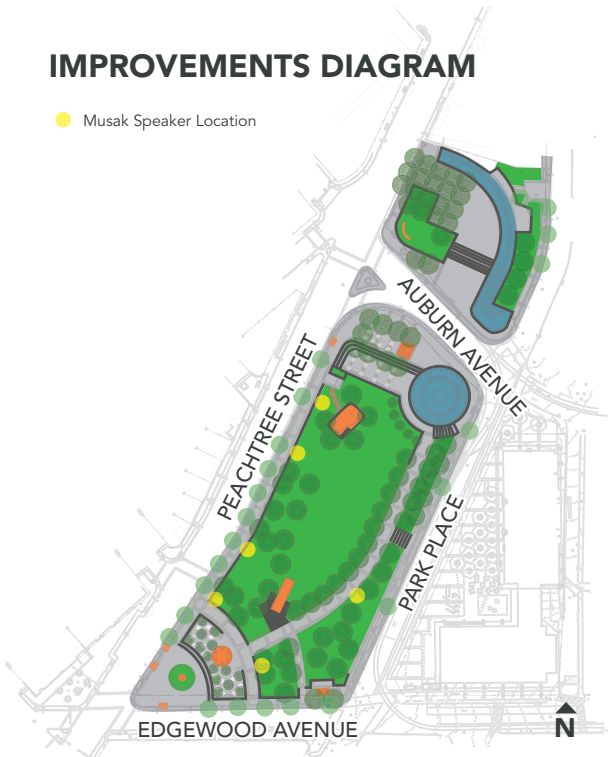 IMPROVEMENTS DIAGRAM
Musak Speaker Location
AUBURN AVENUE
PEACHTREE STREET
PARK PLACE
EDGEWOOD AVENUE
N